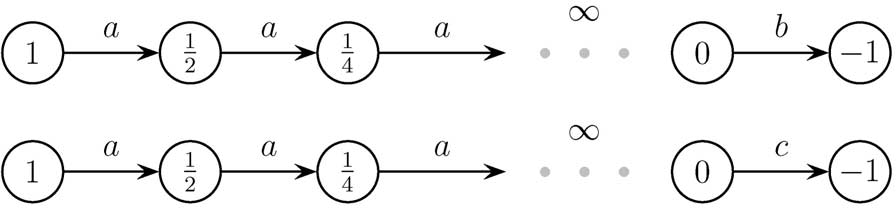 a a a ∞ b
1 1/2 1/4 0 −1
a a a ∞ c
1 1/2 1/4 0 −1